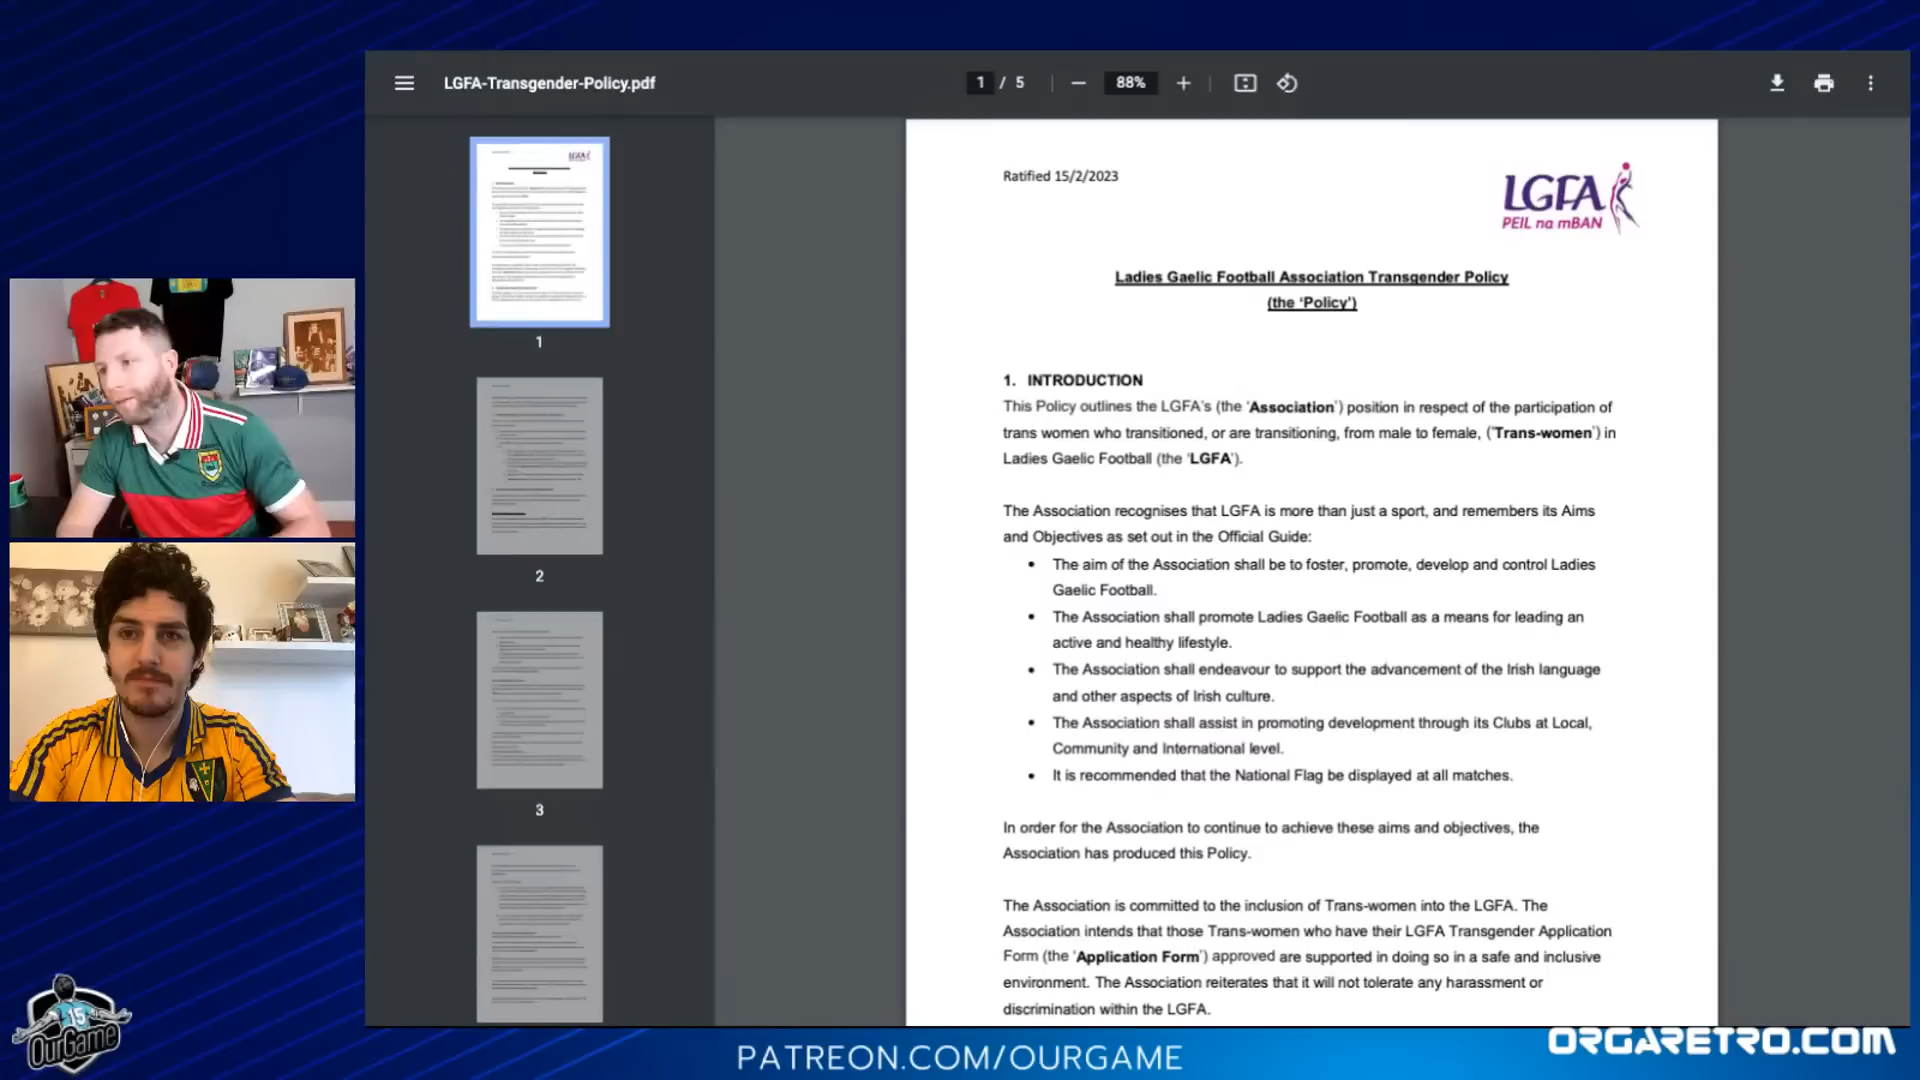 LGFA-Transgender-Policy.pdf
1 / 5
88%
1
2
3
Ratified 15/2/2023
LGFA
PEIL na mBAN
Ladies Gaelic Football Association Transgender Policy
(the ‘Policy’)
1. INTRODUCTION
This Policy outlines the LGFA’s (the ‘Association’) position in respect of the participation of
trans women who transitioned, or are transitioning, from male to female, (‘Trans-women’) in
Ladies Gaelic Football (the ‘LGFA’).
The Association recognises that LGFA is more than just a sport, and remembers its Aims
and Objectives as set out in the Official Guide:
• The aim of the Association shall be to foster, promote, develop and control Ladies
Gaelic Football.
• The Association shall promote Ladies Gaelic Football as a means for leading an
active and healthy lifestyle.
• The Association shall endeavour to support the advancement of the Irish language
and other aspects of Irish culture.
• The Association shall assist in promoting development through its Clubs at Local,
Community and International level.
• It is recommended that the National Flag be displayed at all matches.
In order for the Association to continue to achieve these aims and objectives, the
Association has produced this Policy.
The Association is committed to the inclusion of Trans-women into the LGFA. The
Association intends that those Trans-women who have their LGFA Transgender Application
Form (the ‘Application Form’) approved are supported in doing so in a safe and inclusive
environment. The Association reiterates that it will not tolerate any harassment or
discrimination within the LGFA.
15
OurGame
PATREON.COM/OURGAME
ORGARETRO.COM